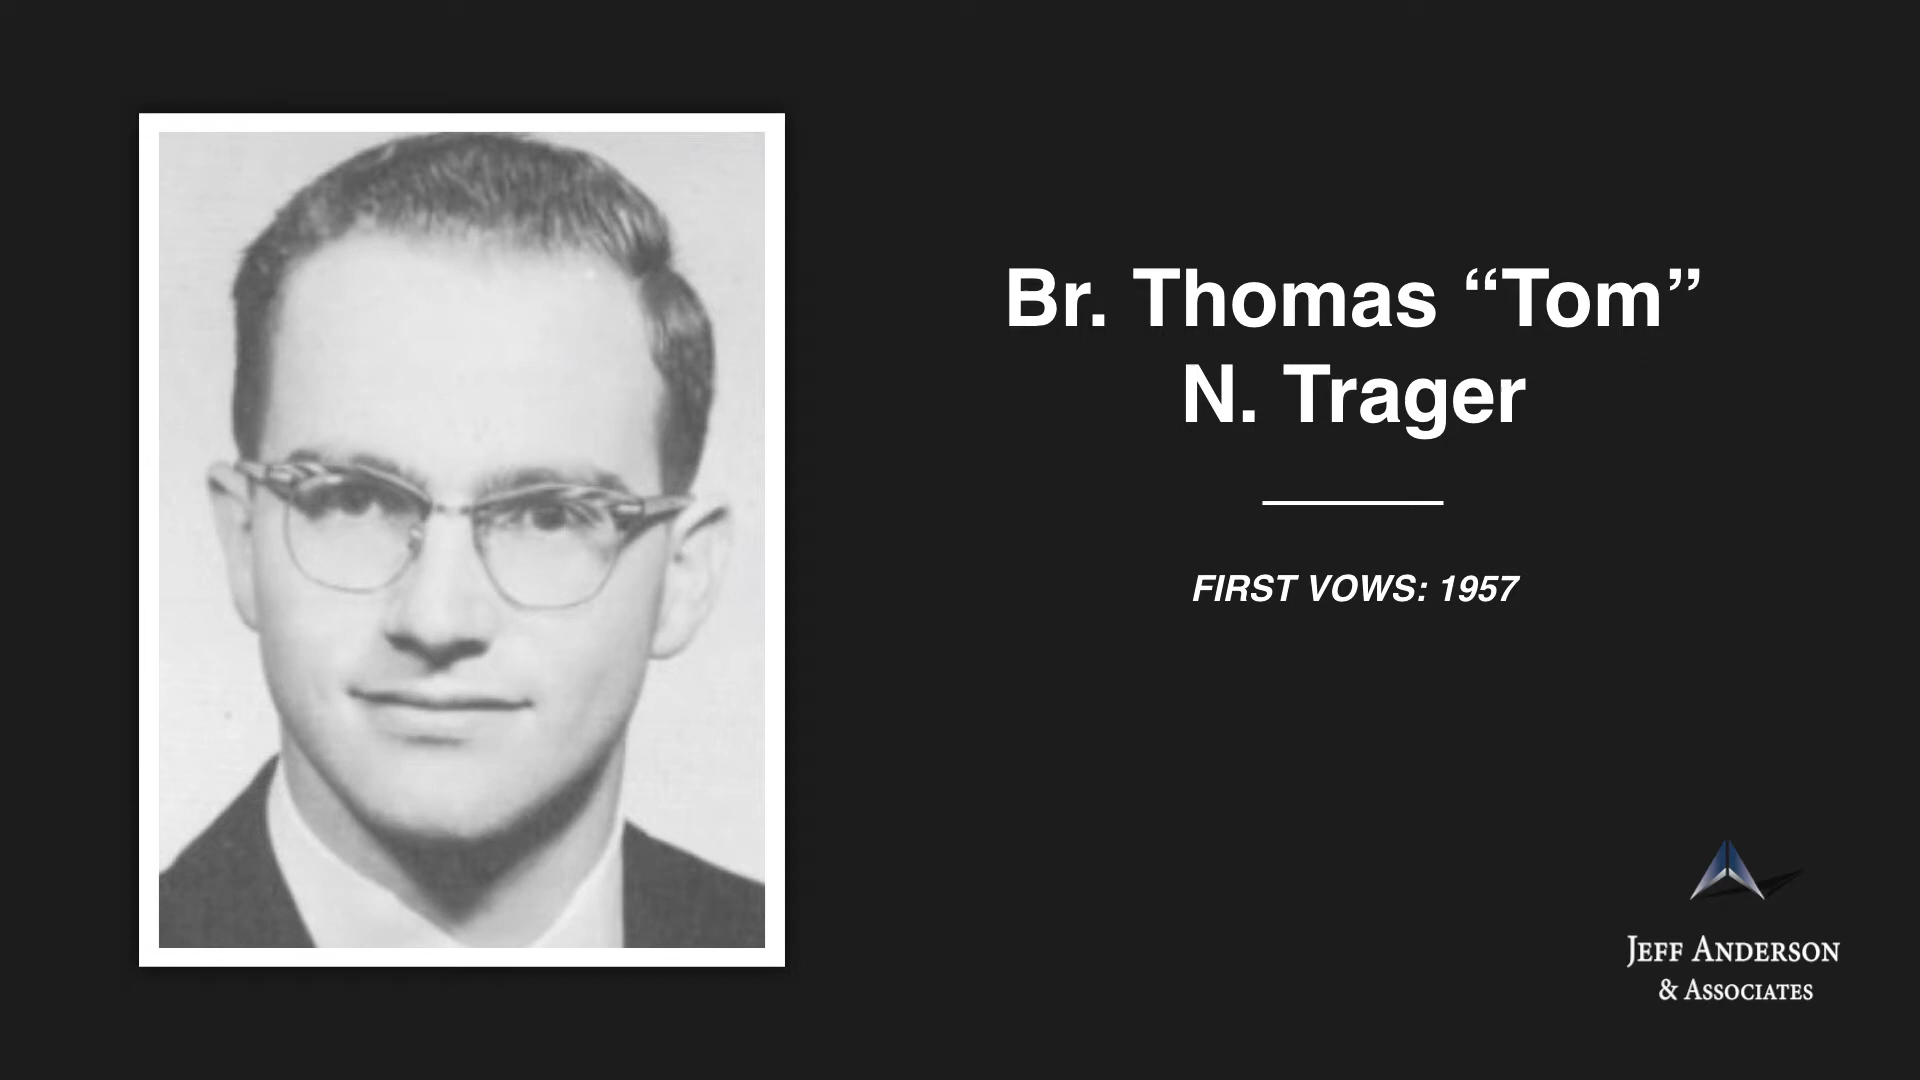 Br. Thomas “Tom”
N. Trager
FIRST VOWS: 1957
JEFF ANDERSON
& ASSOCIATES